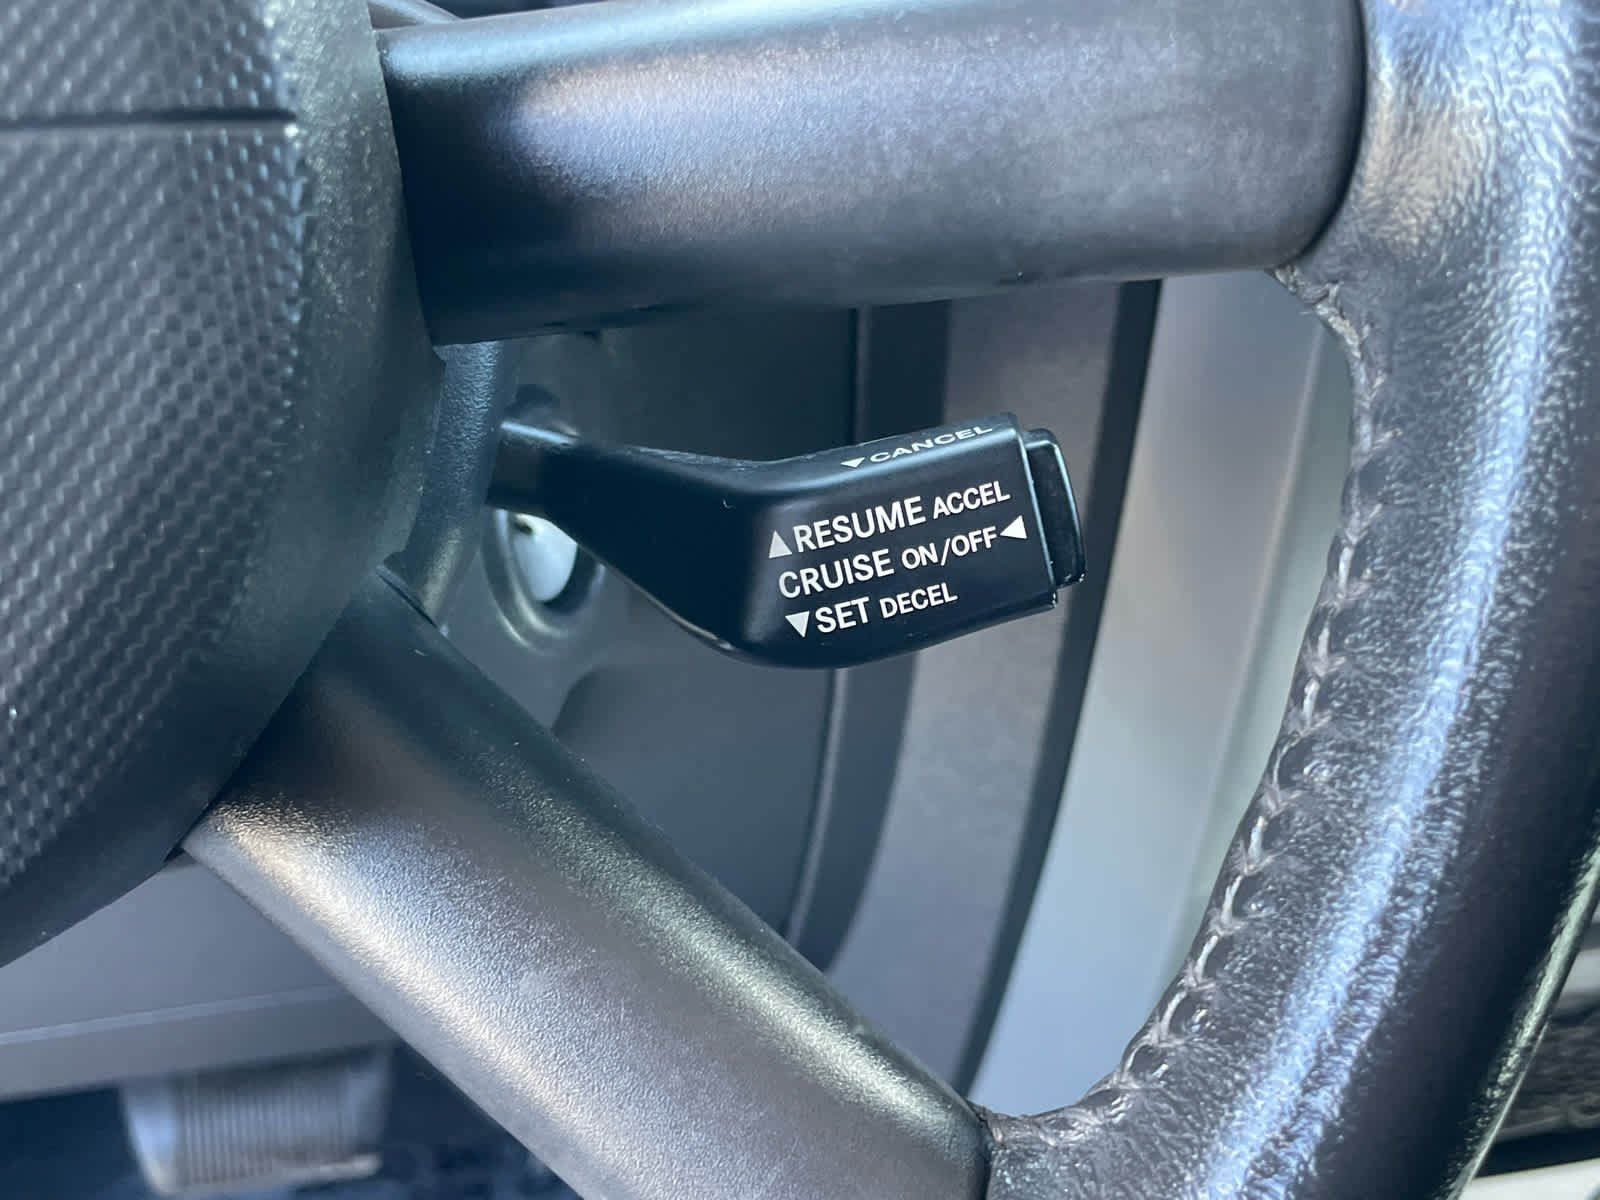 ▼CANCEL
▲RESUME ACCEL
CRUISE ON/OFF◀
▼SET DECEL